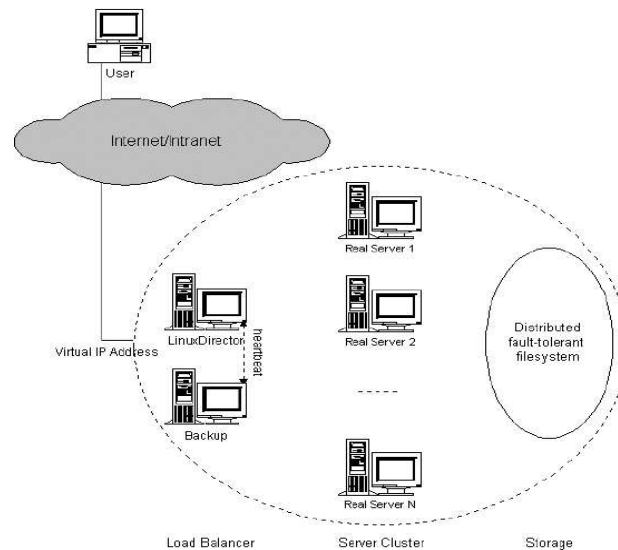 User
Internet/Intranet
Real Server 1
LinuxDirector
Real Server 2
heartbeat
Virtual IP Address
Distributed
fault-tolerant
filesystem
Backup
Real Server N
Load Balancer
Server Cluster
Storage